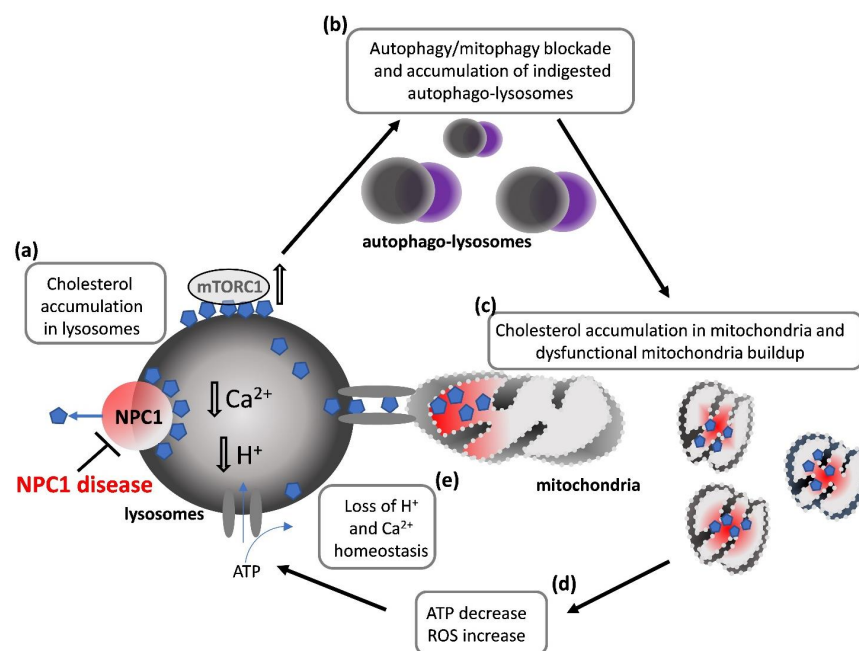 (b)
Autophagy/mitophagy blockade
and accumulation of indigested
autophago-lysosomes
autophago-lysosomes
(a)
Cholesterol
accumulation
in lysosomes
mTORC1
(c)
Cholesterol accumulation in mitochondria and
dysfunctional mitochondria buildup
NPC1
Ca²⁺
H⁺
NPC1 disease
lysosomes
(e)
mitochondria
Loss of H⁺
and Ca²⁺
homeostasis
ATP
(d)
ATP decrease
ROS increase